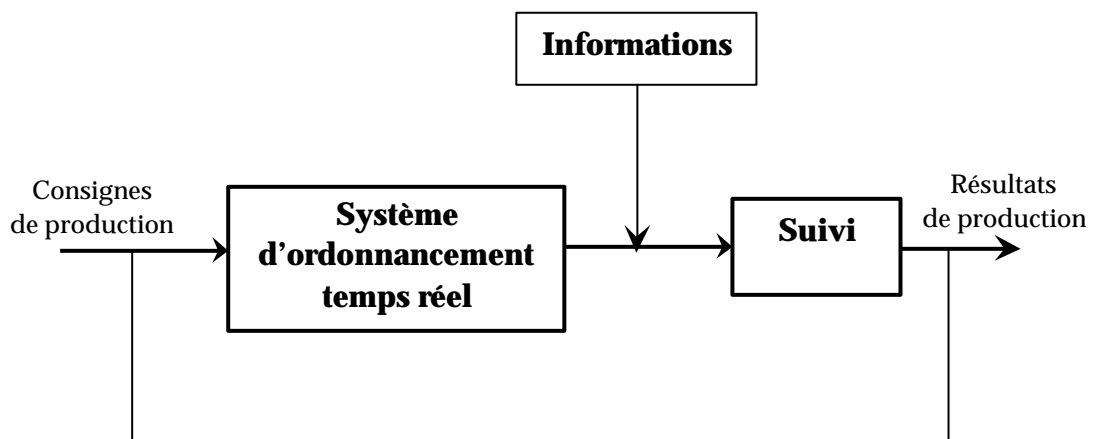 Informations
Consignes
de production
Système
d'ordonnancement
temps réel
Suivi
Résultats
de production